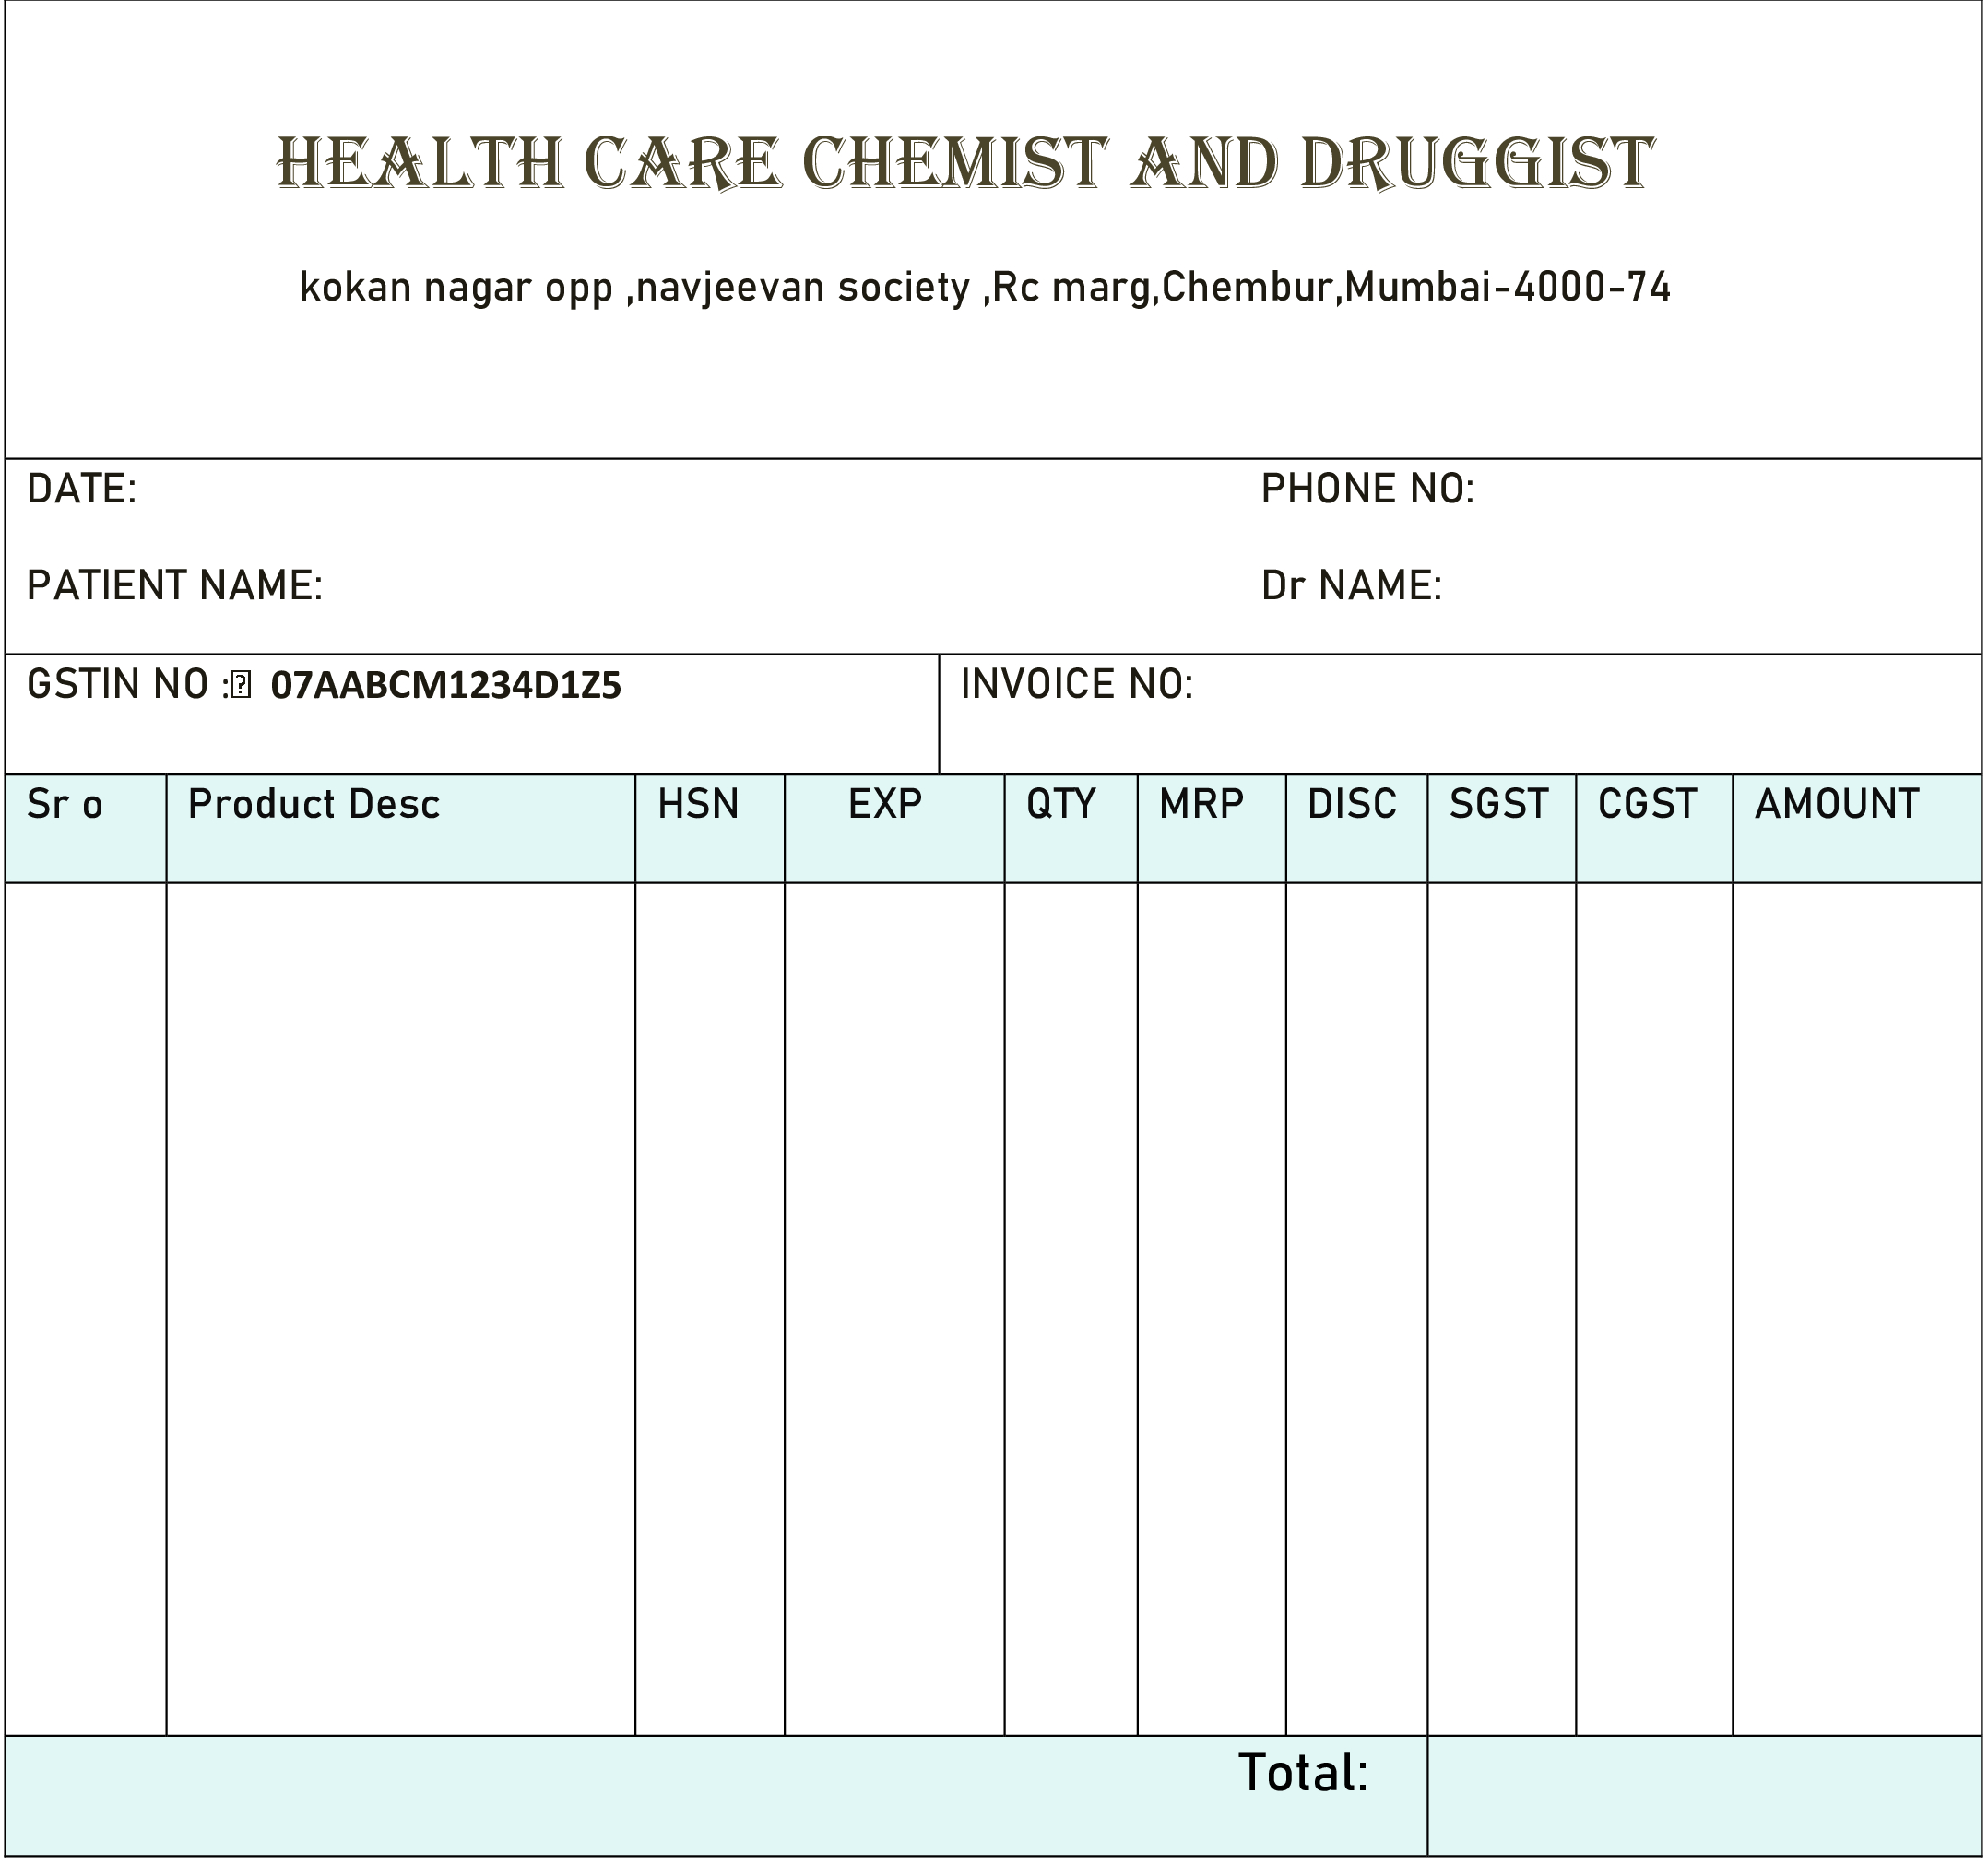 HEALTH CARE CHEMIST AND DRUGGIST
kokan nagar opp ,navjeevan society ,Rc marg,Chembur,Mumbai-4000-74
DATE: PHONE NO:
PATIENT NAME: Dr NAME:
GSTIN NO :⍰ 07AABCM1234D1Z5 INVOICE NO:
Sr o Product Desc HSN EXP QTY MRP DISC SGST CGST AMOUNT
Total: